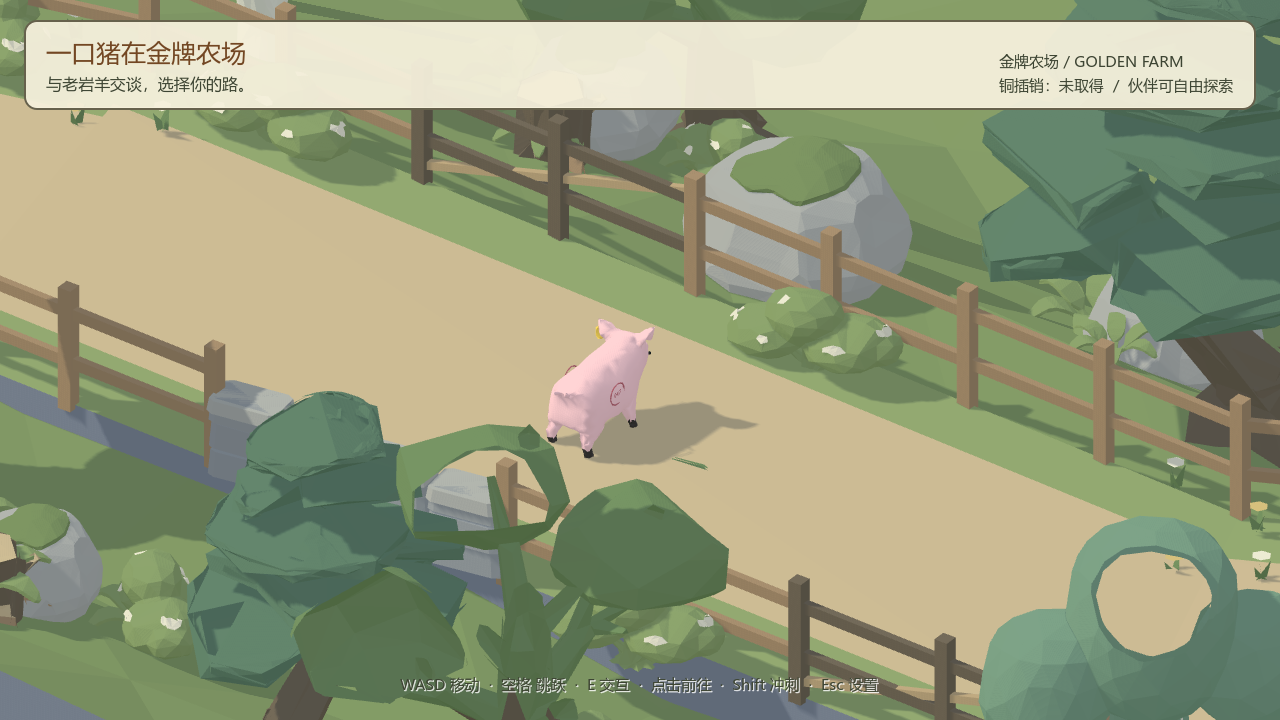 一口猪在金牌农场
与老岩羊交谈，选择你的路。
金牌农场 / GOLDEN FARM
铜插销：未取得 / 伙伴可自由探索
WASD 移动 · 空格 跳跃 · E 交互 · 点击前往 · Shift 冲刺 · Esc 设置